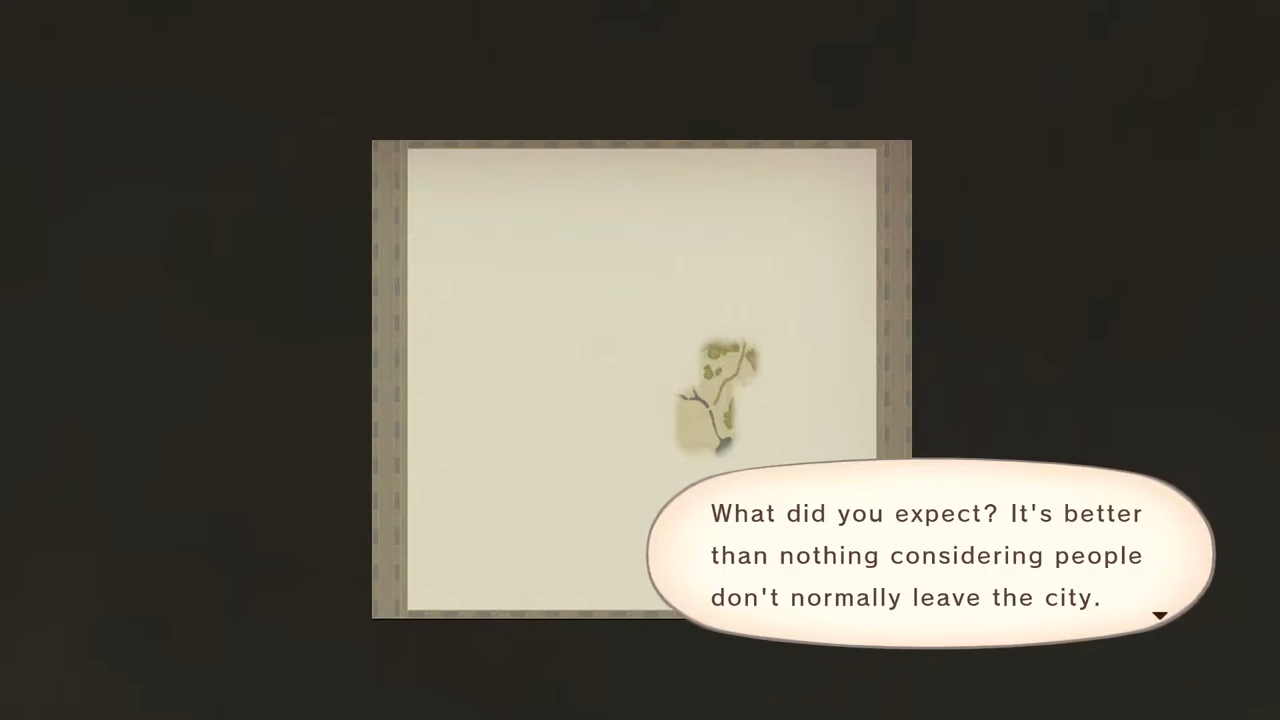 What did you expect? It's better
than nothing considering people
don't normally leave the city.